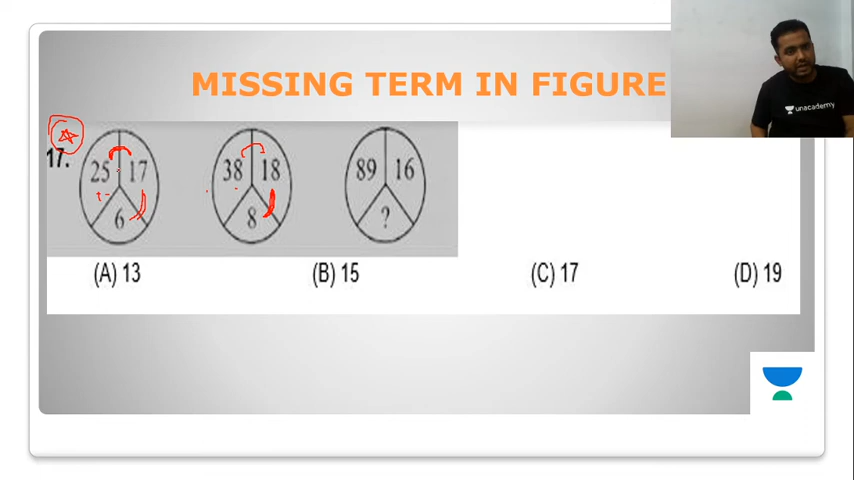 MISSING TERM IN FIGURE
unacademy
17.
25 17 38 18 89 16
6 8 ?
(A) 13 (B) 15 (C) 17 (D) 19